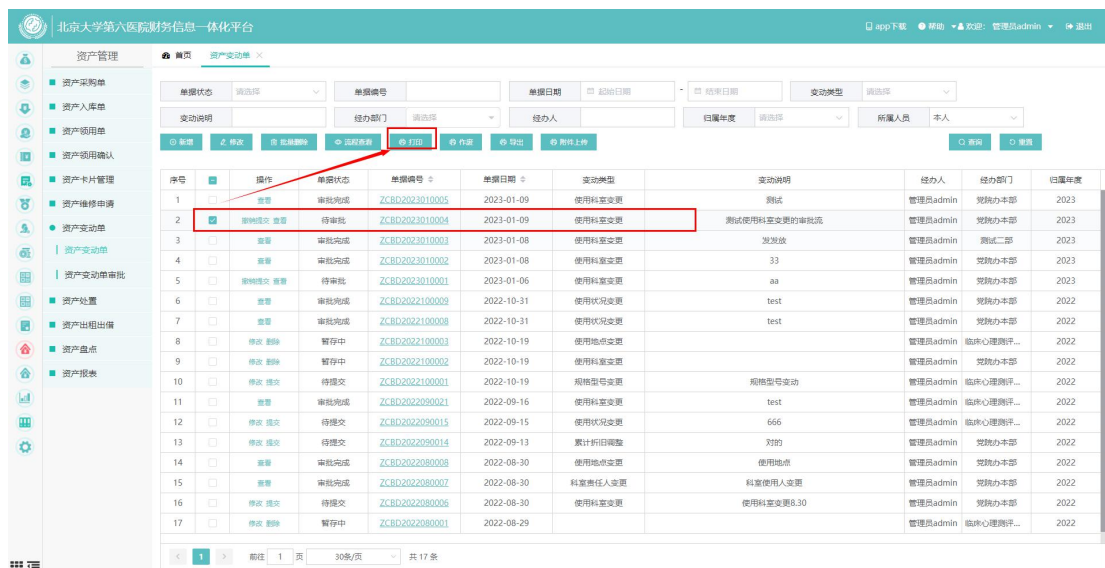 北京大学第六医院财务信息一体化平台 app下载 帮助 欢迎：管理员admin 退出
资产管理 首页 资产变动单 ×
资产采购单
资产入库单
资产领用单
资产领用确认
资产卡片管理
资产维修申请
资产变动单
资产变动单
资产变动单审批
资产处置
资产出租出借
资产盘点
资产报表
单据状态 请选择 单据编号 单据日期 起始日期 - 结束日期 变动类型 请选择
变动说明 经办部门 请选择 经办人 归属年度 请选择 所属人员 本人
新增 修改 批量删除 流程查看 打印 作废 导出 附件上传 查询 重置
序号 操作 单据状态 单据编号 单据日期 变动类型 变动说明 经办人 经办部门 归属年度
1 查看 审批完成 ZCBD2023010005 2023-01-09 使用科室变更 测试 管理员admin 党院办本部 2023
2 撤销提交 查看 待审批 ZCBD2023010004 2023-01-09 使用科室变更 测试使用科室变更的审批流 管理员admin 党院办本部 2023
3 查看 审批完成 ZCBD2023010003 2023-01-08 使用科室变更 发发放 管理员admin 测试二部 2023
4 查看 审批完成 ZCBD2023010002 2023-01-08 使用科室变更 33 管理员admin 党院办本部 2023
5 撤销提交 查看 待审批 ZCBD2023010001 2023-01-06 使用科室变更 aa 管理员admin 党院办本部 2023
6 查看 审批完成 ZCBD2022100009 2022-10-31 使用状况变更 test 管理员admin 党院办本部 2022
7 查看 审批完成 ZCBD2022100008 2022-10-31 使用状况变更 test 管理员admin 党院办本部 2022
8 修改 删除 暂存中 ZCBD2022100003 2022-10-19 使用地点变更 管理员admin 临床心理测评... 2022
9 修改 删除 暂存中 ZCBD2022100002 2022-10-19 使用科室变更 管理员admin 党院办本部 2022
10 修改 提交 待提交 ZCBD2022100001 2022-10-19 规格型号变更 规格型号变动 管理员admin 临床心理测评... 2022
11 查看 审批完成 ZCBD2022090021 2022-09-16 使用科室变更 test 管理员admin 临床心理测评... 2022
12 修改 提交 待提交 ZCBD2022090015 2022-09-15 使用状况变更 666 管理员admin 临床心理测评... 2022
13 修改 提交 待提交 ZCBD2022090014 2022-09-13 累计折旧调整 对的 管理员admin 党院办本部 2022
14 查看 审批完成 ZCBD2022080008 2022-08-30 使用地点变更 使用地点 管理员admin 党院办本部 2022
15 查看 审批完成 ZCBD2022080007 2022-08-30 科室责任人变更 科室使用人变更 管理员admin 党院办本部 2022
16 修改 提交 待提交 ZCBD2022080006 2022-08-30 使用科室变更 使用科室变更8.30 管理员admin 党院办本部 2022
17 修改 删除 暂存中 ZCBD2022080001 2022-08-29 管理员admin 临床心理测评... 2022
< 1 > 前往 1 页 30条/页 共 17 条